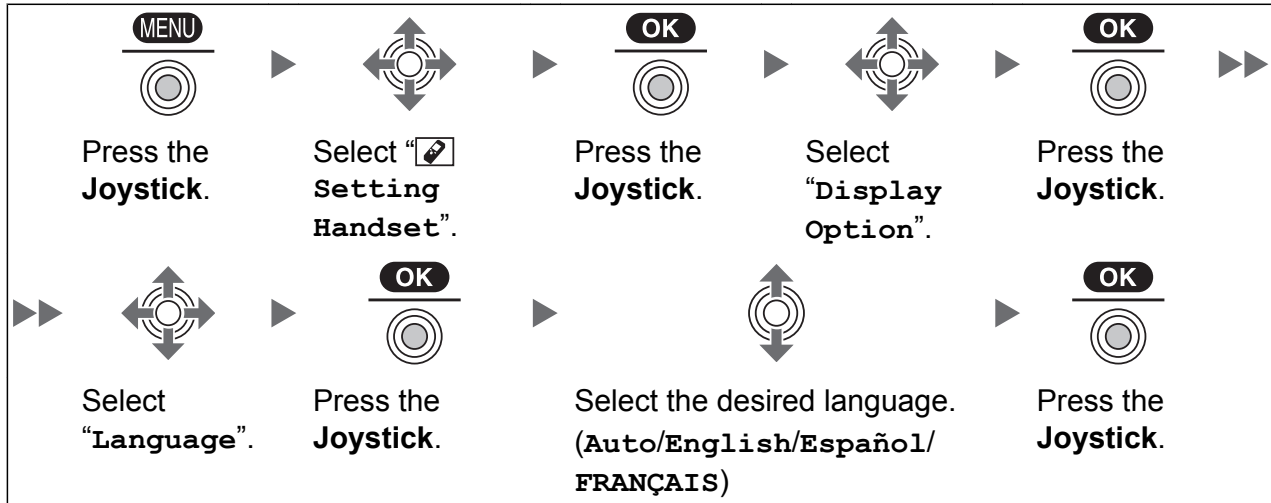 MENU
OK
OK
Press the
Joystick.
Select “
Setting
Handset”.
Press the
Joystick.
Select
“Display
Option”.
Press the
Joystick.
OK
OK
Select
“Language”.
Press the
Joystick.
Select the desired language.
(Auto/English/Español/
FRANÇAIS)
Press the
Joystick.